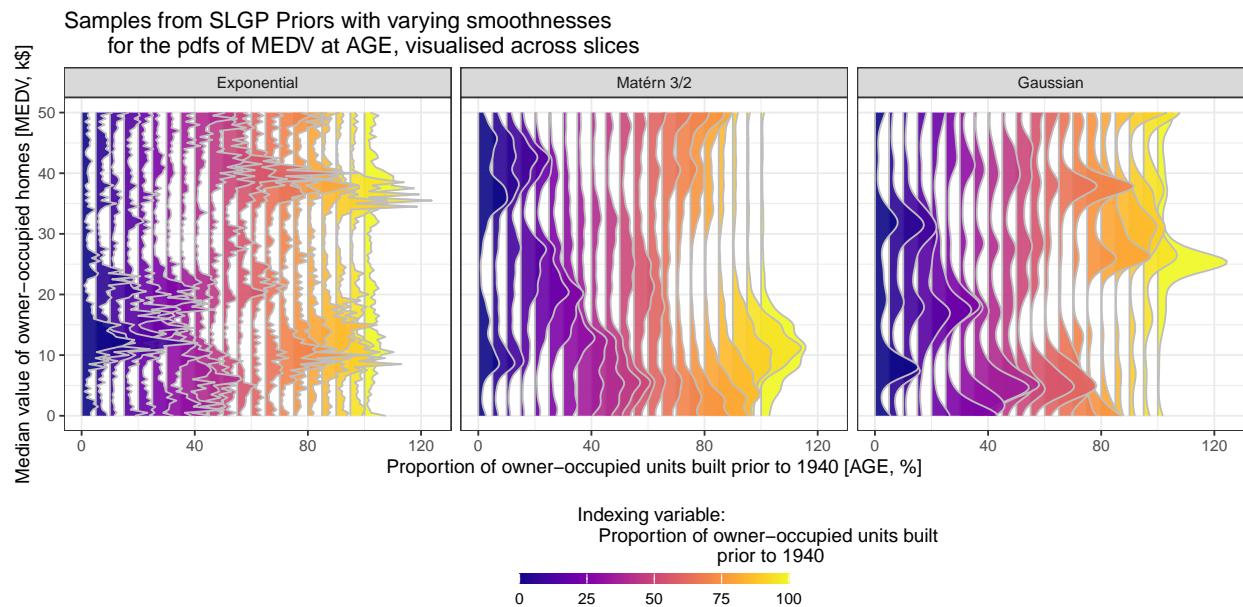 Samples from SLGP Priors with varying smoothnesses
for the pdfs of MEDV at AGE, visualised across slices
Median value of owner−occupied homes [MEDV, k$]
Exponential
Matérn 3/2
Gaussian
50
40
30
20
10
0
0 40 80 120
0 40 80 120
0 40 80 120
Proportion of owner−occupied units built prior to 1940 [AGE, %]
Indexing variable:
Proportion of owner−occupied units built
prior to 1940
0 25 50 75 100